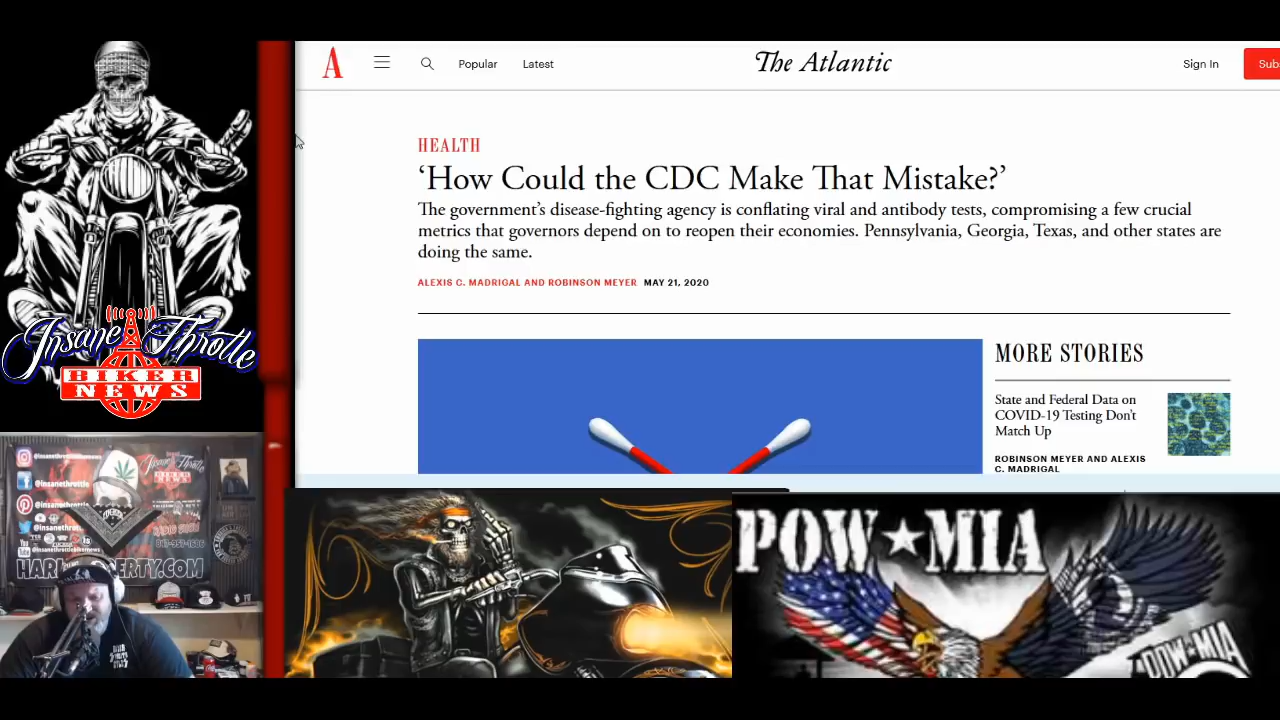 Popular
Latest
The Atlantic
Sign In
A
HEALTH
‘How Could the CDC Make That Mistake?’
The government’s disease-fighting agency is conflating viral and antibody tests, compromising a few crucial
metrics that governors depend on to reopen their economies. Pennsylvania, Georgia, Texas, and other states are
doing the same.
ALEXIS C. MADRIGAL AND ROBINSON MEYER MAY 21, 2020
MORE STORIES
State and Federal Data on
COVID-19 Testing Don’t
Match Up
ROBINSON MEYER AND ALEXIS
C. MADRIGAL
Insane Throttle
BIKER
NEWS
@insanethrottle
POW★MIA
POW-MIA